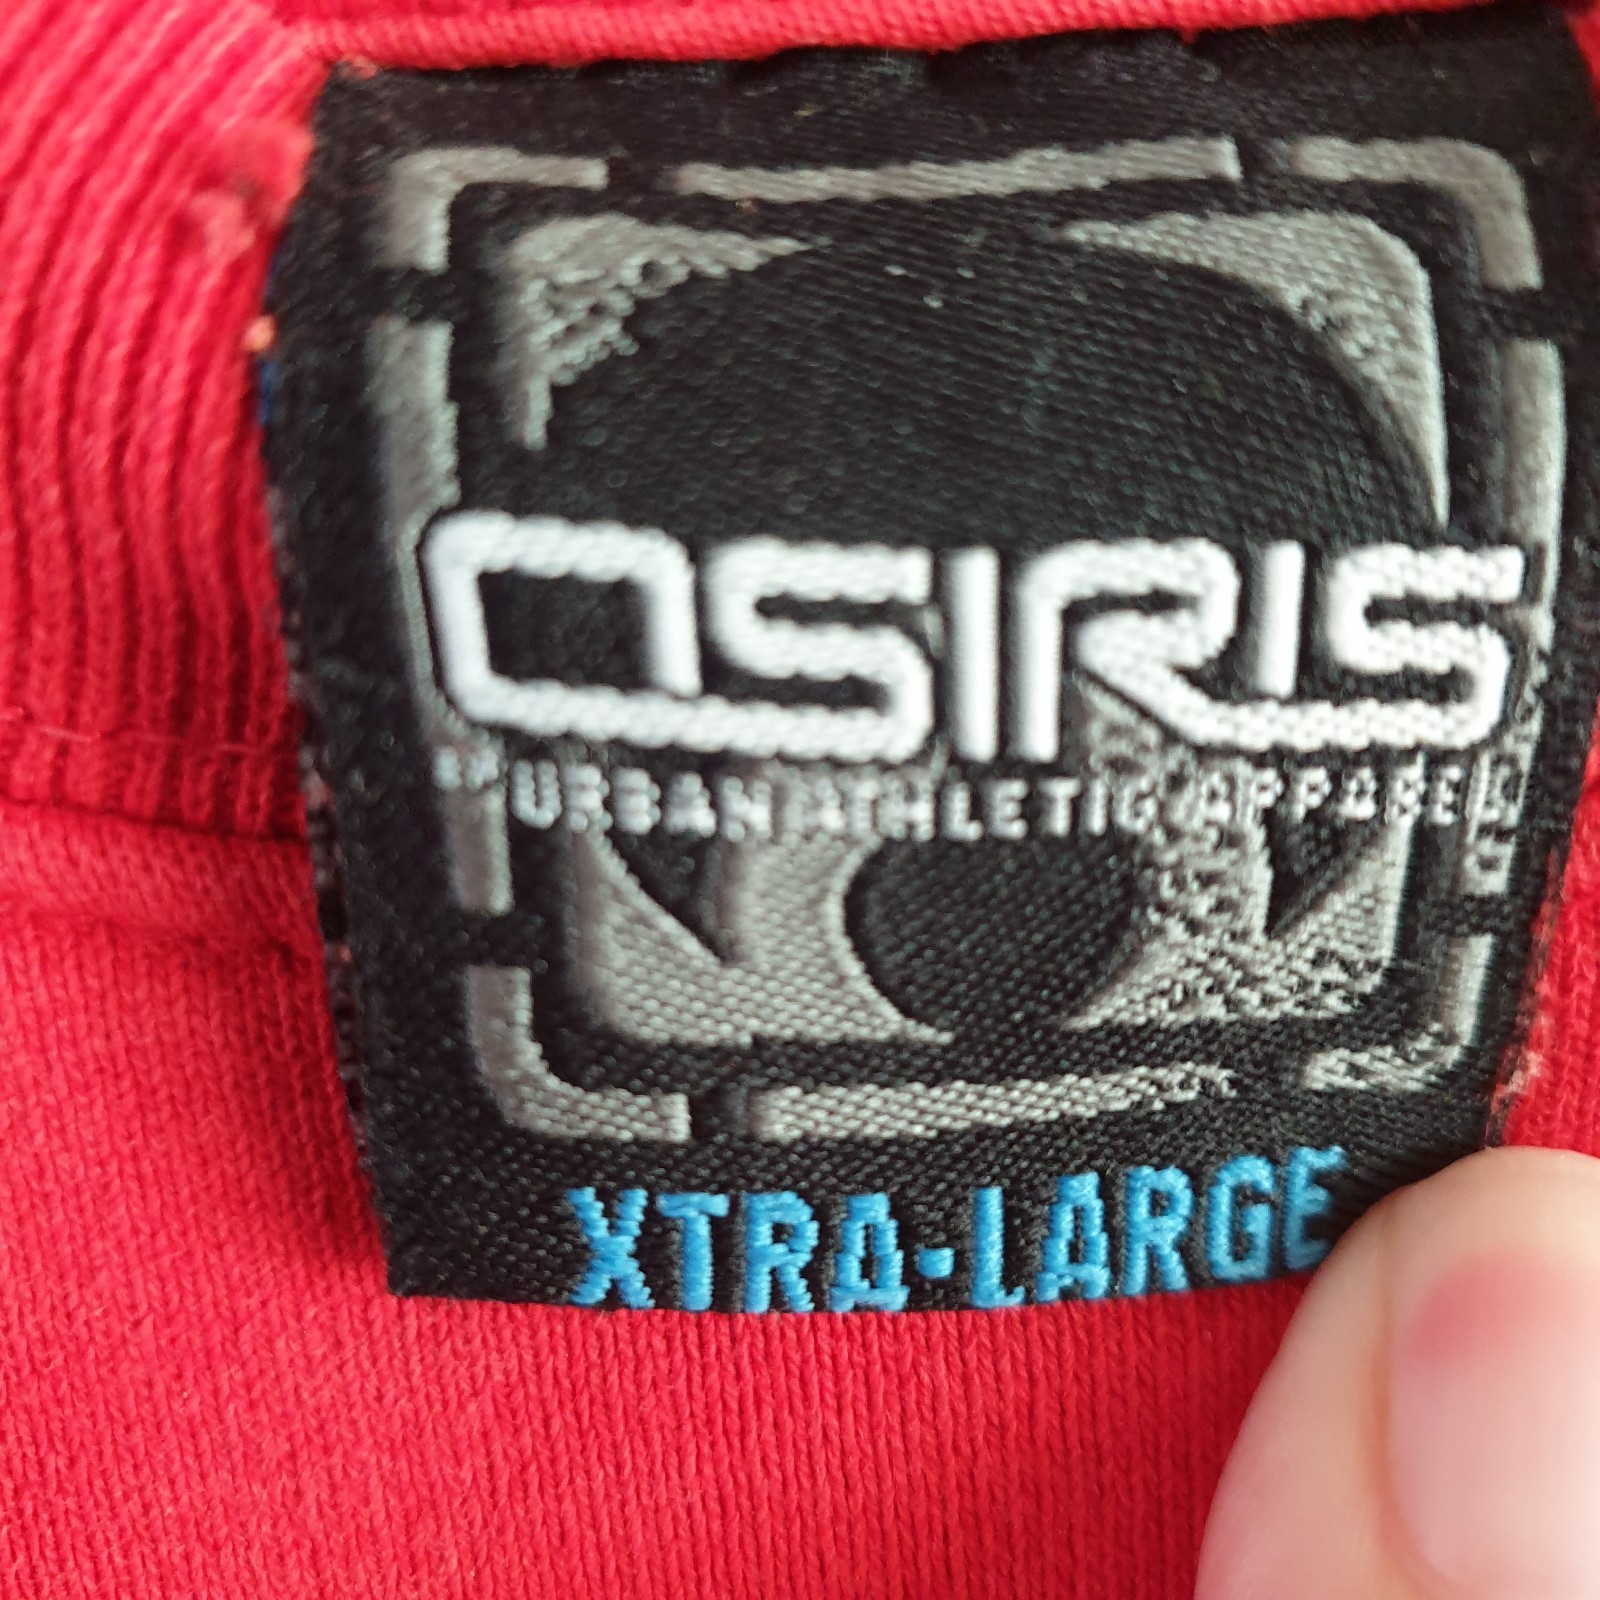 OSIRIS
URBAN ATHLETIC APPAREL
XTRA-LARGE